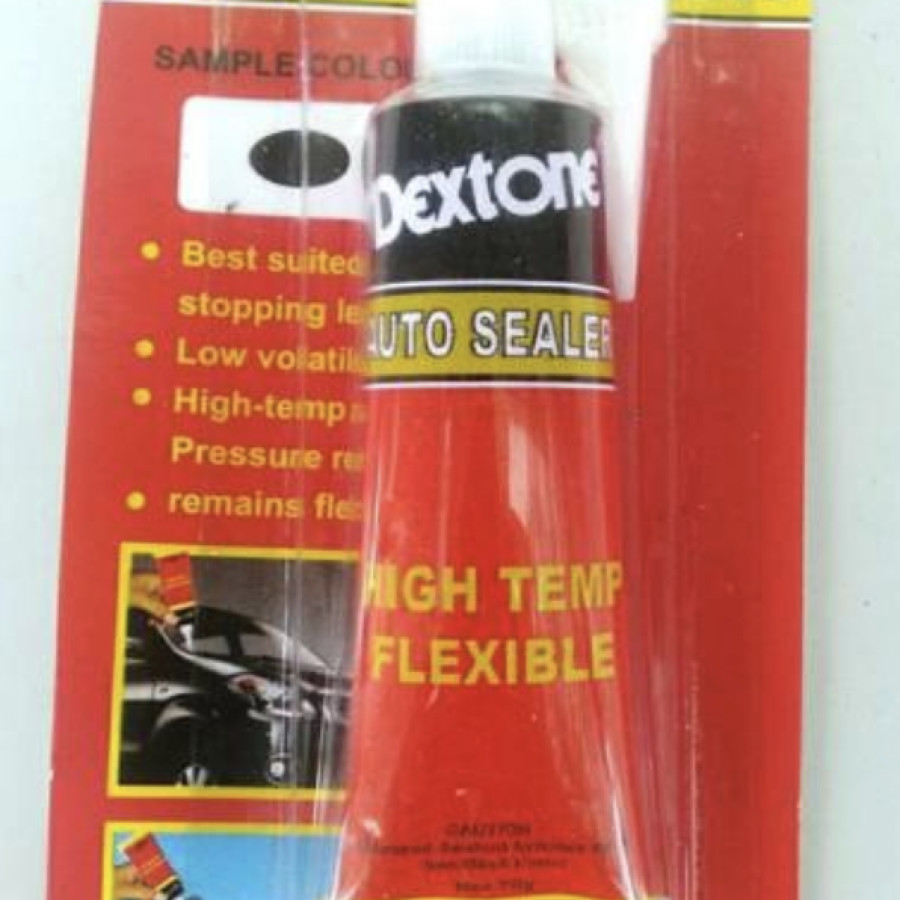 SAMPLE COLOU
Dextone
AUTO SEALER
Best suited
stopping le
Low volatil
High-temp
Pressure re
remains fle
HIGH TEMP
FLEXIBLE
CAUTION